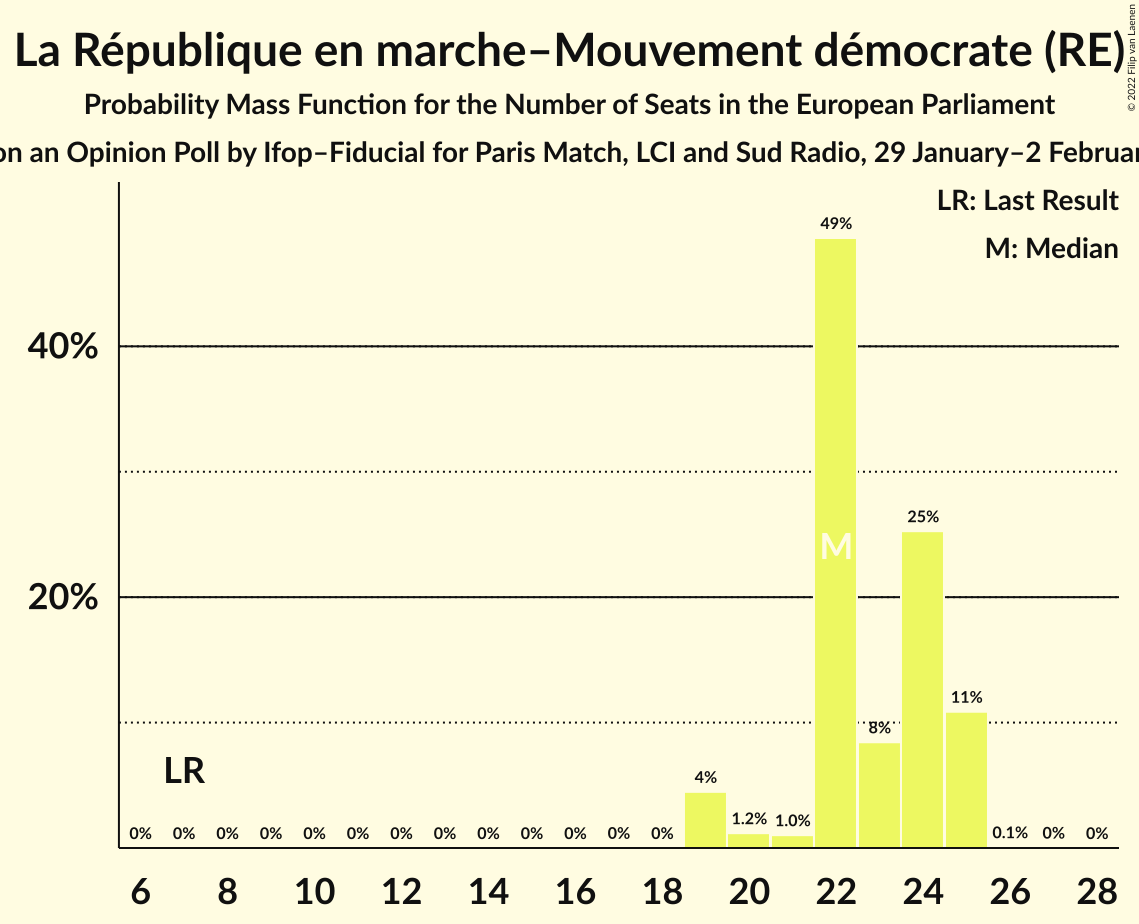 La République en marche–Mouvement démocrate (RE)
© 2022 Filip van Laenen
Probability Mass Function for the Number of Seats in the European Parliament
on an Opinion Poll by Ifop–Fiducial for Paris Match, LCI and Sud Radio, 29 January–2 Februar
LR: Last Result
M: Median
49%
40%
25%
M
20%
11%
8%
LR
4%
1.2%
1.0%
0% 0% 0% 0% 0% 0% 0% 0% 0% 0% 0% 0% 0% 0.1% 0% 0%
6 8 10 12 14 16 18 20 22 24 26 28